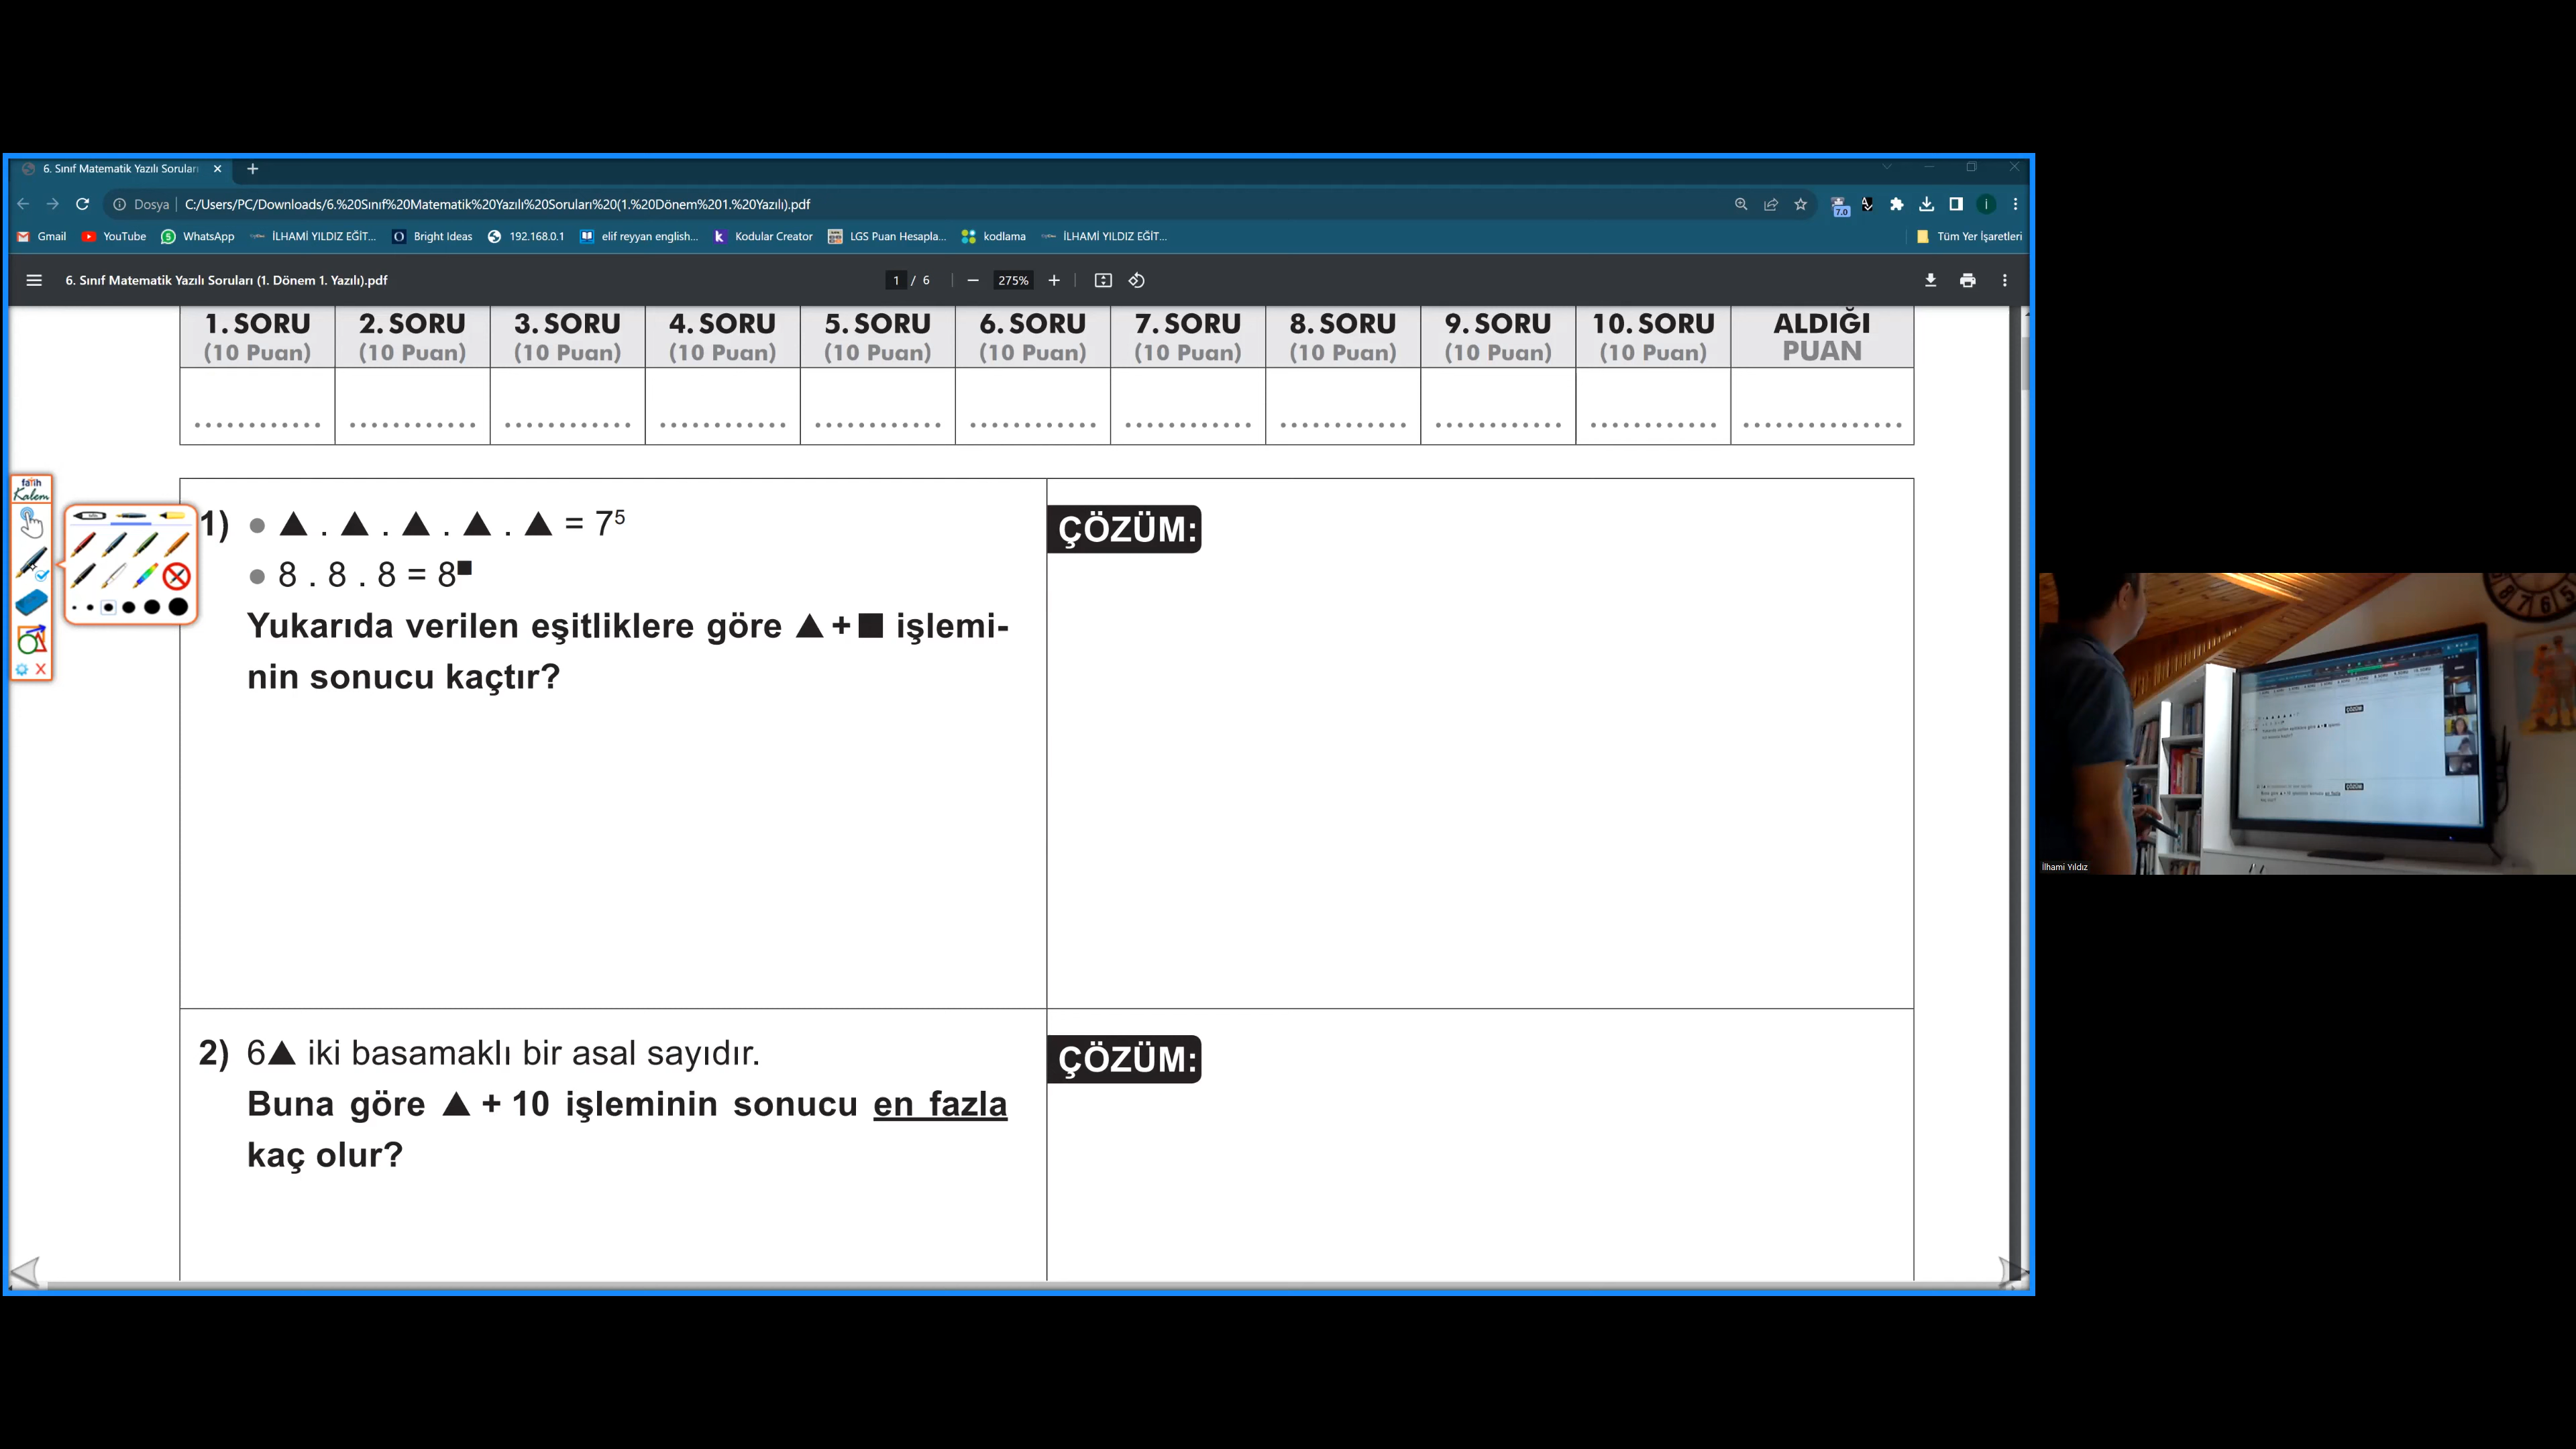 6. Sınıf Matematik Yazılı Soruları
Dosya C:/Users/PC/Downloads/6.%20Sınıf%20Matematik%20Yazılı%20Soruları%20(1.%20Dönem%201.%20Yazılı).pdf
7.0
i
Gmail YouTube WhatsApp İLHAMİ YILDIZ EĞİT... Bright Ideas 192.168.0.1 elif reyyan english... Kodular Creator LGS Puan Hesapla... kodlama İLHAMİ YILDIZ EĞİT... Tüm Yer İşaretleri
6. Sınıf Matematik Yazılı Soruları (1. Dönem 1. Yazılı).pdf 1 / 6 275%
1. SORU 2. SORU 3. SORU 4. SORU 5. SORU 6. SORU 7. SORU 8. SORU 9. SORU 10. SORU ALDIĞI
(10 Puan) (10 Puan) (10 Puan) (10 Puan) (10 Puan) (10 Puan) (10 Puan) (10 Puan) (10 Puan) (10 Puan) PUAN
fatih
Kalem
1) ● ▲ . ▲ . ▲ . ▲ . ▲ = 7⁵
● 8 . 8 . 8 = 8■
Yukarıda verilen eşitliklere göre ▲ + ■ işlemi-
nin sonucu kaçtır?
ÇÖZÜM:
2) 6▲ iki basamaklı bir asal sayıdır.
Buna göre ▲ + 10 işleminin sonucu en fazla
kaç olur?
ÇÖZÜM:
İlhami Yıldız